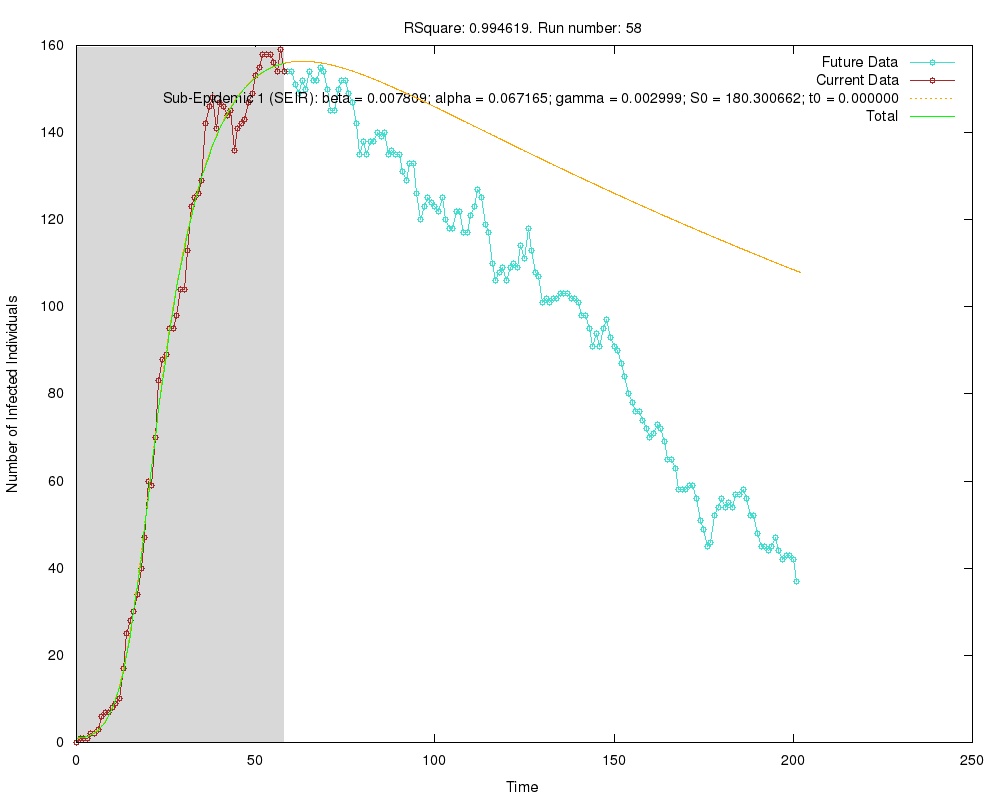 RSquare: 0.994619. Run number: 58
160
140
120
100
80
60
40
20
0
Number of Infected Individuals
Future Data
Current Data
Sub-Epidemic 1 (SEIR): beta = 0.007809; alpha = 0.067165; gamma = 0.002999; S0 = 180.300662; t0 = 0.000000
Total
0 50 100 150 200 250
Time